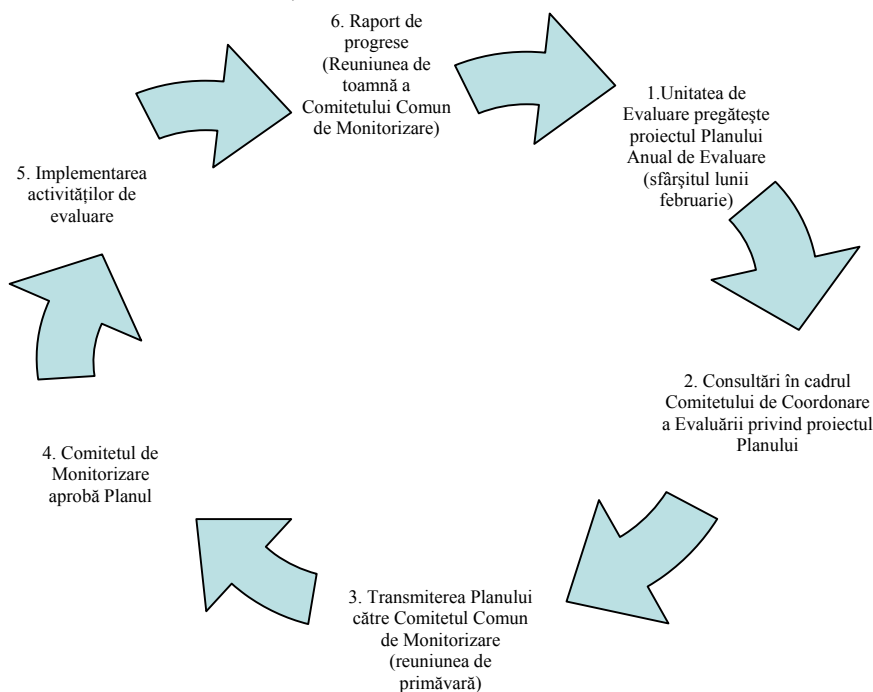 6. Raport de
progrese
(Reuniunea de
toamnă a
Comitetului Comun
de Monitorizare)
1.Unitatea de
Evaluare pregăteşte
proiectul Planului
Anual de Evaluare
(sfârşitul lunii
februarie)
2. Consultări în cadrul
Comitetului de Coordonare
a Evaluării privind proiectul
Planului
3. Transmiterea Planului
către Comitetul Comun
de Monitorizare
(reuniunea de
primăvară)
4. Comitetul de
Monitorizare
aprobă Planul
5. Implementarea
activităţilor de
evaluare